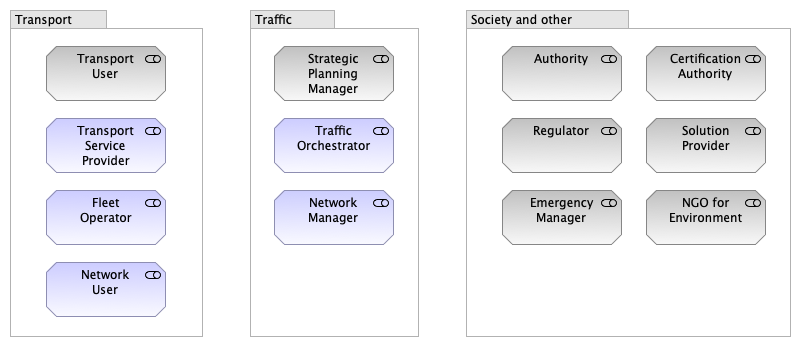 Transport
Transport
User
Transport
Service
Provider
Fleet
Operator
Network
User
Traffic
Strategic
Planning
Manager
Traffic
Orchestrator
Network
Manager
Society and other
Authority
Certification
Authority
Regulator
Solution
Provider
Emergency
Manager
NGO for
Environment